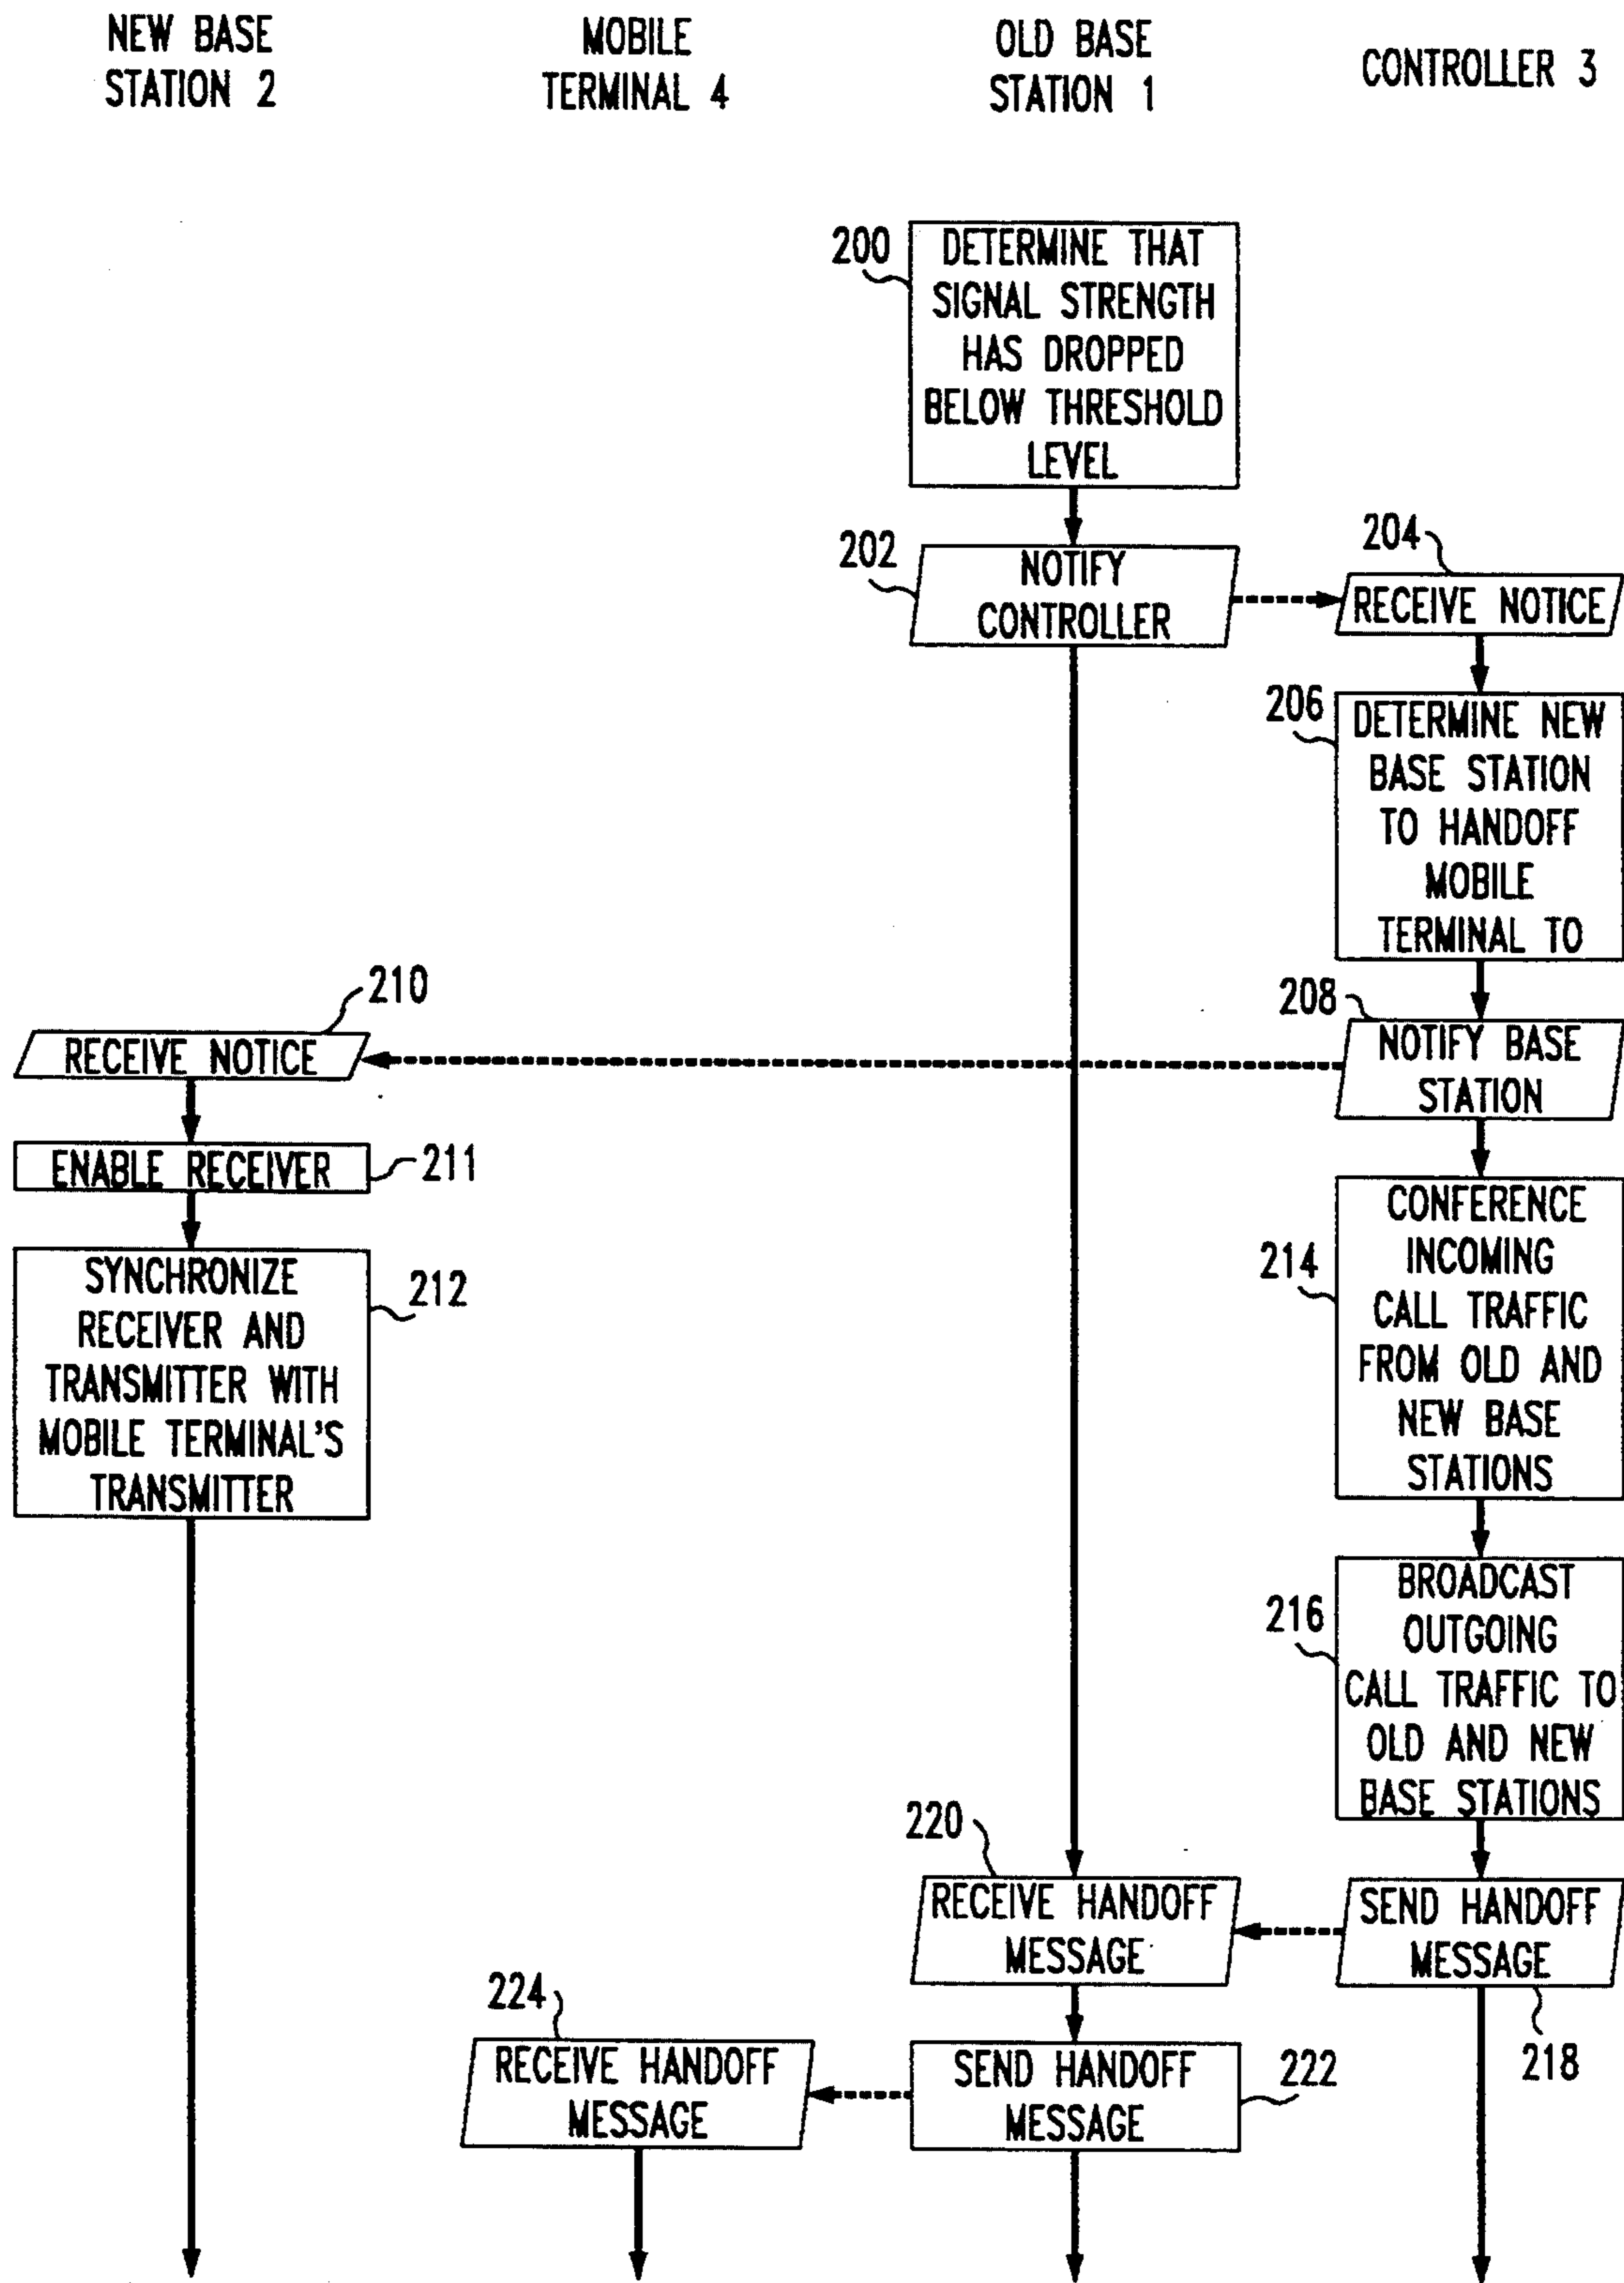 NEW BASE
STATION 2
MOBILE
TERMINAL 4
OLD BASE
STATION 1
CONTROLLER 3
200
DETERMINE THAT
SIGNAL STRENGTH
HAS DROPPED
BELOW THRESHOLD
LEVEL
202
NOTIFY
CONTROLLER
204
RECEIVE NOTICE
206
DETERMINE NEW
BASE STATION
TO HANDOFF
MOBILE
TERMINAL TO
208
NOTIFY BASE
STATION
210
RECEIVE NOTICE
ENABLE RECEIVER
211
SYNCHRONIZE
RECEIVER AND
TRANSMITTER WITH
MOBILE TERMINAL'S
TRANSMITTER
212
214
CONFERENCE
INCOMING
CALL TRAFFIC
FROM OLD AND
NEW BASE
STATIONS
216
BROADCAST
OUTGOING
CALL TRAFFIC TO
OLD AND NEW
BASE STATIONS
220
RECEIVE HANDOFF
MESSAGE
SEND HANDOFF
MESSAGE
218
224
RECEIVE HANDOFF
MESSAGE
SEND HANDOFF
MESSAGE
222